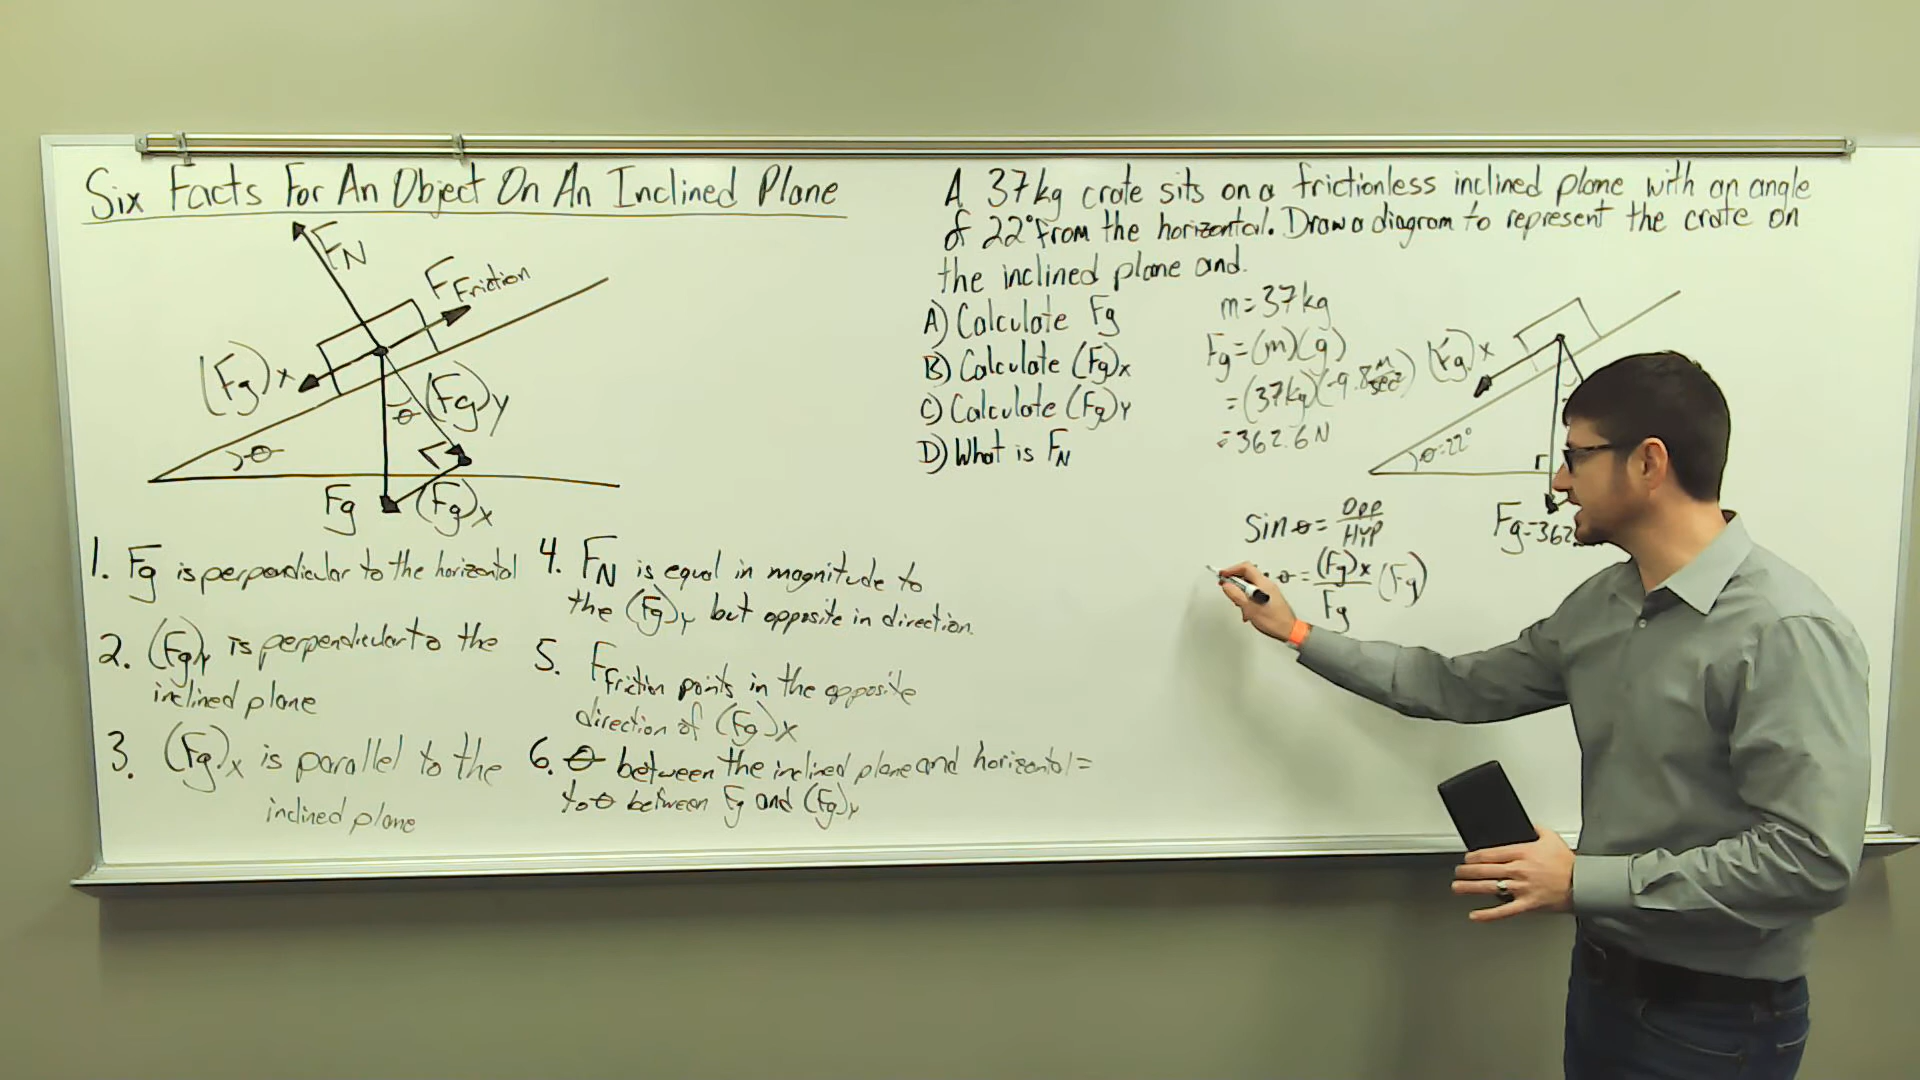 Six Facts For An Object On An Inclined Plane
FN
F Friction
(Fg)x
(Fg)y
θ
θ
Fg
(Fg)x
1. Fg is perpendicular to the horizontal
2. (Fg)y is perpendicular to the
inclined plane
3. (Fg)x is parallel to the
inclined plane
4. FN is equal in magnitude to
the (Fg)y but opposite in direction.
5. Ffriction points in the opposite
direction of (Fg)x
6. θ between the inclined plane and horizontal =
to θ between Fg and (Fg)y
A 37kg crate sits on a frictionless inclined plane with an angle
of 22° from the horizontal. Draw a diagram to represent the crate on
the inclined plane and.
A) Calculate Fg
B) Calculate (Fg)x
C) Calculate (Fg)y
D) What is FN
m = 37kg
Fg = (m)(g)
= (37kg)(-9.8 m/sec²)
= 362.6 N
(Fg)x
θ=22°
Fg=362
Sin θ = Opp/HYP
θ = (Fg)x/Fg (Fg)